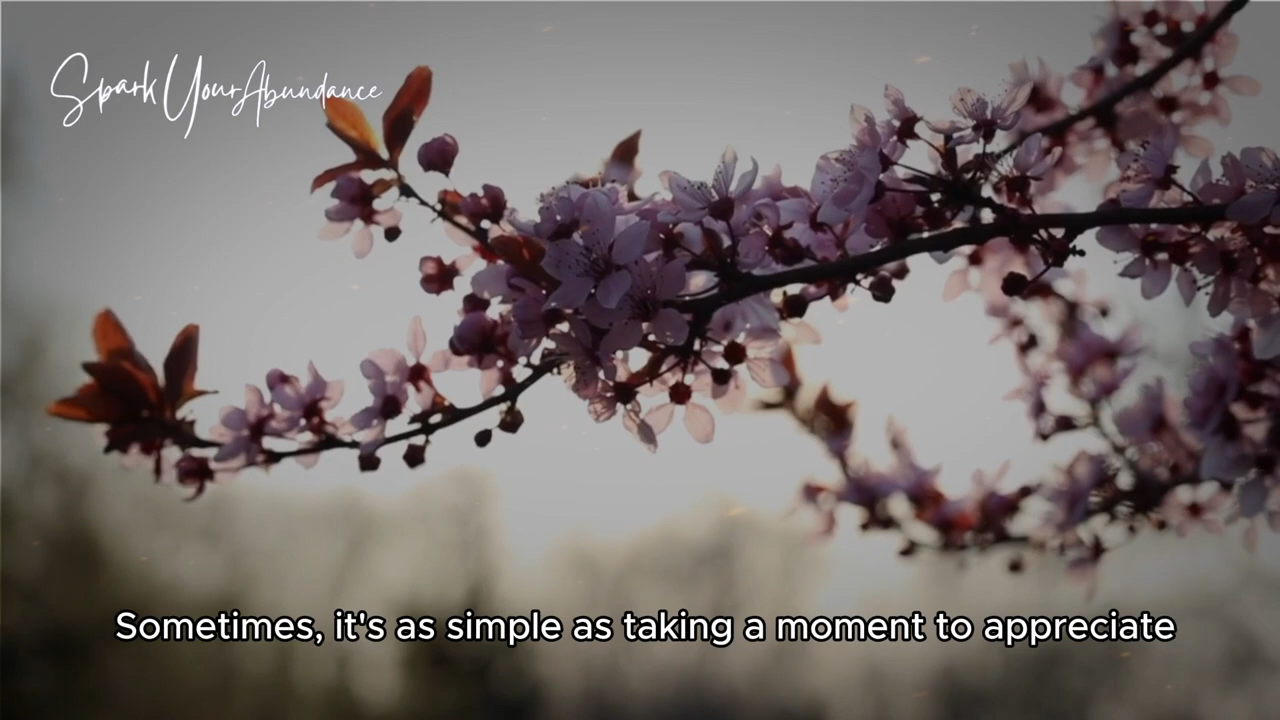 Spark Your Abundance
Sometimes, it's as simple as taking a moment to appreciate